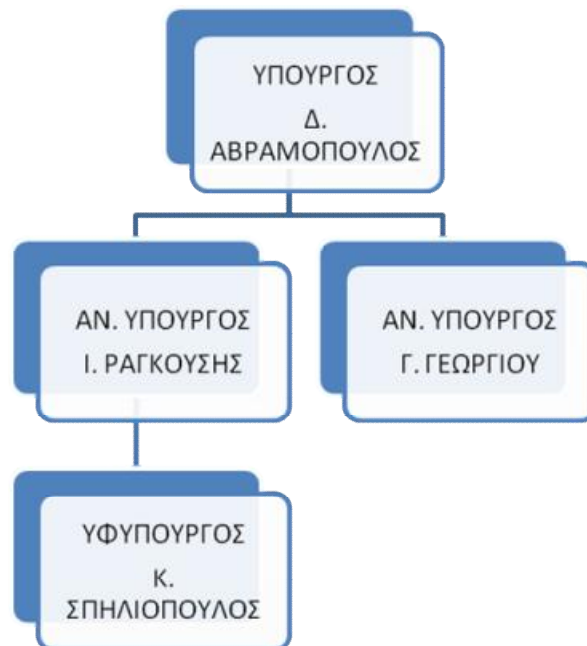 ΥΠΟΥΡΓΟΣ
Δ.
ΑΒΡΑΜΟΠΟΥΛΟΣ
ΑΝ. ΥΠΟΥΡΓΟΣ
Ι. ΡΑΓΚΟΥΣΗΣ
ΑΝ. ΥΠΟΥΡΓΟΣ
Γ. ΓΕΩΡΓΙΟΥ
ΥΦΥΠΟΥΡΓΟΣ
Κ.
ΣΠΗΛΙΟΠΟΥΛΟΣ